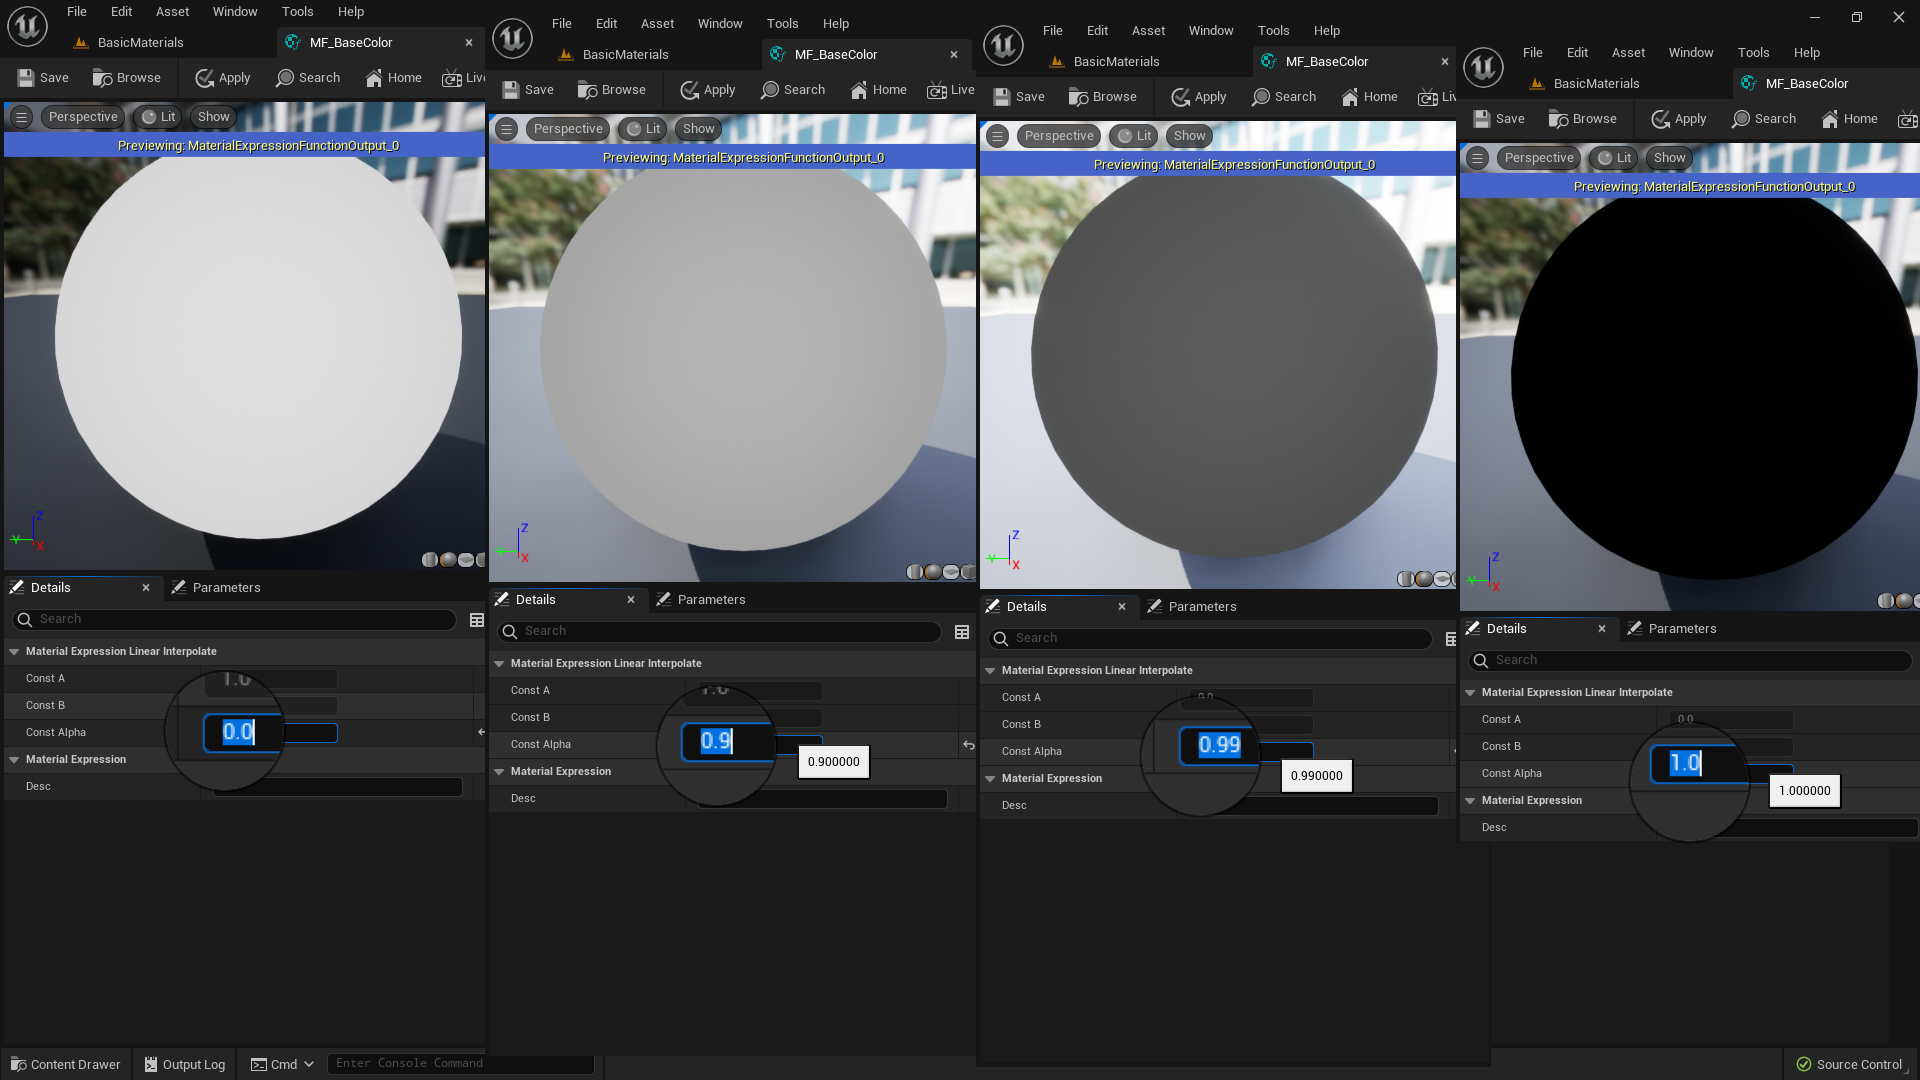 File Edit Asset Window Tools Help
BasicMaterials MF_BaseColor
Save Browse Apply Search Home
Perspective Lit Show
Previewing: MaterialExpressionFunctionOutput_0
Z
Y
X
Details Parameters
Search
Material Expression Linear Interpolate
Const A 1.0
Const B
Const Alpha 0.0
Material Expression
Desc
File Edit Asset Window Tools Help
BasicMaterials MF_BaseColor
Save Browse Apply Search Home Live
Perspective Lit Show
Previewing: MaterialExpressionFunctionOutput_0
Z
Y
X
Details Parameters
Search
Material Expression Linear Interpolate
Const A 1.0
Const B
Const Alpha 0.9
0.900000
Material Expression
Desc
File Edit Asset Window Tools Help
BasicMaterials MF_BaseColor
Save Browse Apply Search Home
Perspective Lit Show
Previewing: MaterialExpressionFunctionOutput_0
Z
Y
X
Details Parameters
Search
Material Expression Linear Interpolate
Const A
Const B
Const Alpha 0.99
0.990000
Material Expression
Desc
File Edit Asset Window Tools Help
BasicMaterials MF_BaseColor
Save Browse Apply Search Home
Perspective Lit Show
Previewing: MaterialExpressionFunctionOutput_0
Z
Y
X
Details Parameters
Search
Material Expression Linear Interpolate
Const A 0.0
Const B
Const Alpha 1.0
1.000000
Material Expression
Desc
Content Drawer Output Log Cmd Enter Console Command Source Control